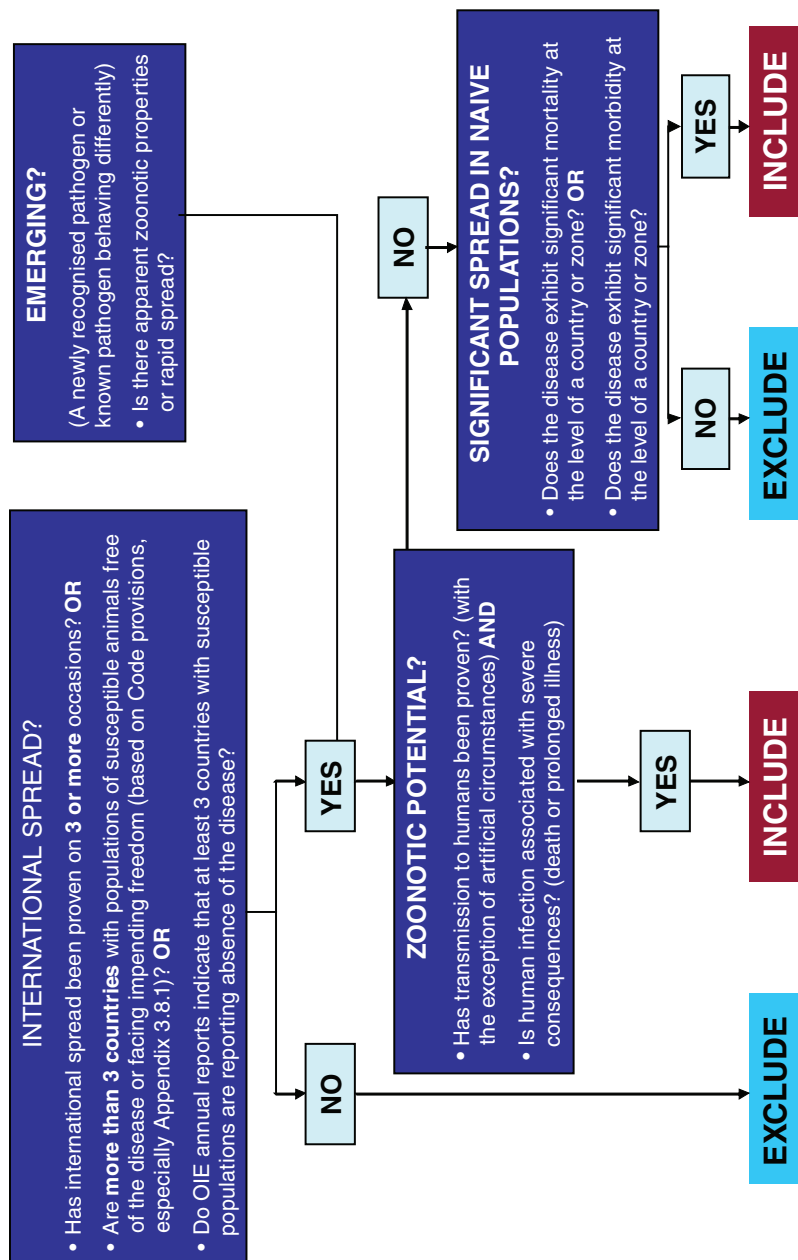 INTERNATIONAL SPREAD?
• Has international spread been proven on 3 or more occasions? OR
• Are more than 3 countries with populations of susceptible animals free
of the disease or facing impending freedom (based on Code provisions,
especially Appendix 3.8.1)? OR
• Do OIE annual reports indicate that at least 3 countries with susceptible
populations are reporting absence of the disease?
EMERGING?
(A newly recognised pathogen or
known pathogen behaving differently)
• Is there apparent zoonotic properties
or rapid spread?
NO
YES
ZOONOTIC POTENTIAL?
• Has transmission to humans been proven? (with
the exception of artificial circumstances) AND
• Is human infection associated with severe
consequences? (death or prolonged illness)
NO
SIGNIFICANT SPREAD IN NAIVE
POPULATIONS?
• Does the disease exhibit significant mortality at
the level of a country or zone? OR
• Does the disease exhibit significant morbidity at
the level of a country or zone?
YES
NO
YES
EXCLUDE
INCLUDE
EXCLUDE
INCLUDE